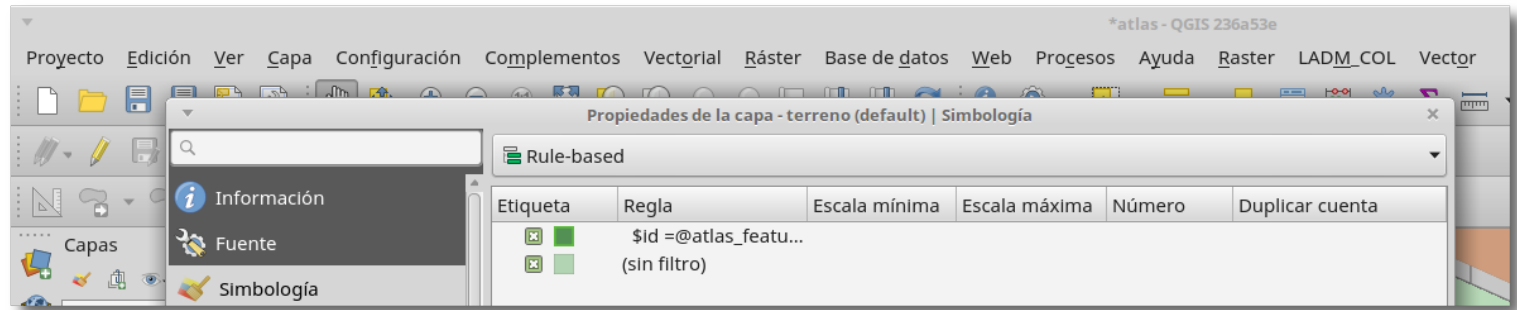 *atlas - QGIS 236a53e
Proyecto Edición Ver Capa Configuración Complementos Vectorial Ráster Base de datos Web Procesos Ayuda Raster LADM_COL Vector
Propiedades de la capa - terreno (default) | Simbología
Rule-based
Información
Etiqueta Regla Escala mínima Escala máxima Número Duplicar cuenta
$id =@atlas_featu...
Capas
Fuente
(sin filtro)
Simbología